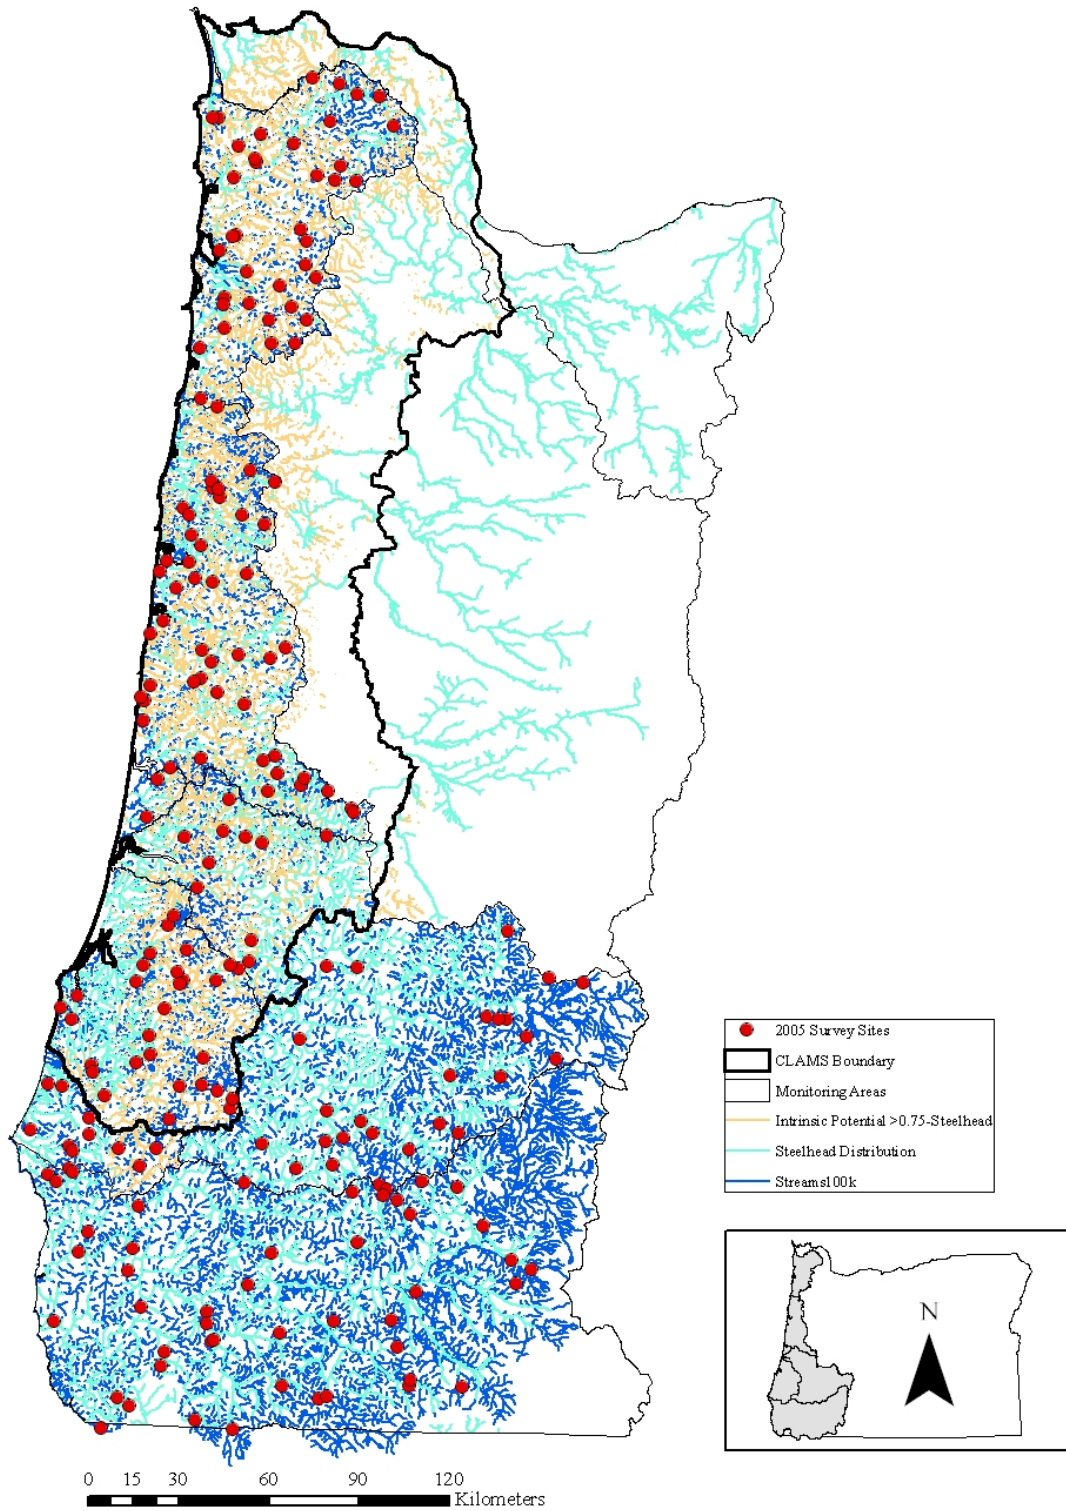 2005 Survey Sites
CLAMS Boundary
Monitoring Areas
Intrinsic Potential >0.75-Steelhead
Steelhead Distribution
Streams100k
N
0 15 30 60 90 120
Kilometers